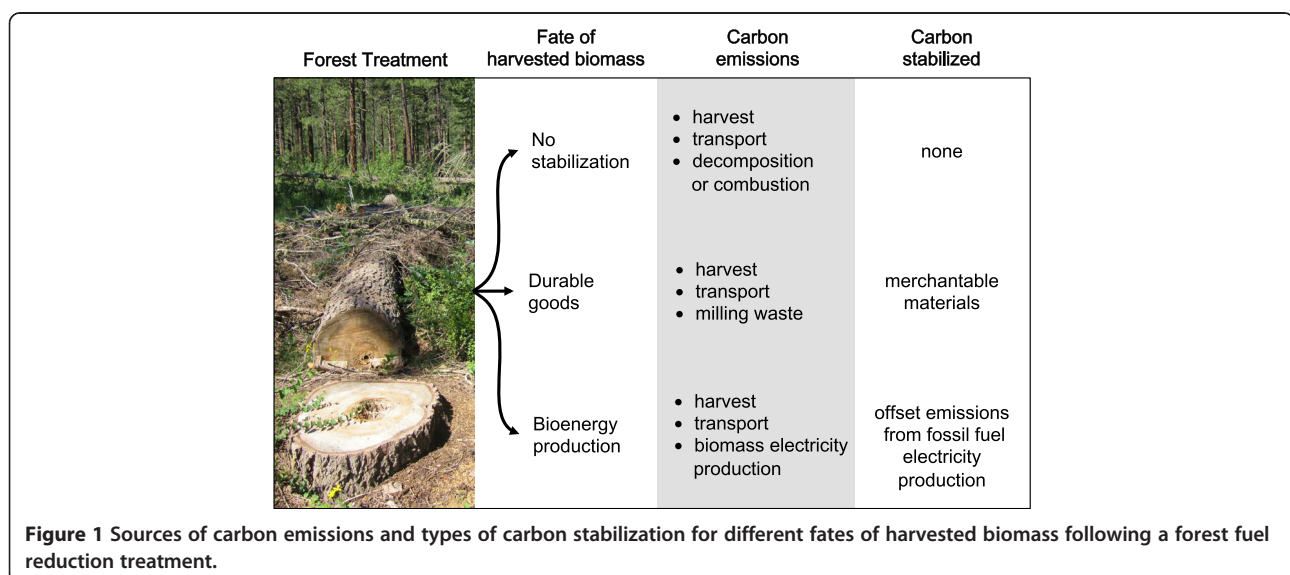 Forest Treatment
Fate of
harvested biomass
Carbon
emissions
Carbon
stabilized
No
stabilization
• harvest
• transport
• decomposition
or combustion
none
Durable
goods
• harvest
• transport
• milling waste
merchantable
materials
Bioenergy
production
• harvest
• transport
• biomass electricity
production
offset emissions
from fossil fuel
electricity
production
Figure 1 Sources of carbon emissions and types of carbon stabilization for different fates of harvested biomass following a forest fuel
reduction treatment.